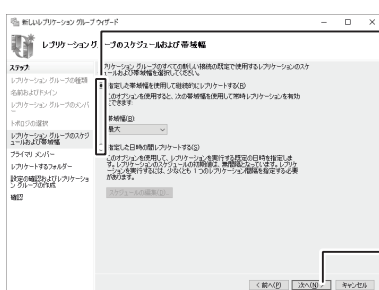 新しいレプリケーション グループ ウィザード
レプリケーション グ
ープのスケジュールおよび帯域幅
ステップ:
レプリケーション グループの種類
名前およびドメイン
レプリケーション グループのメンバ
トポロジの選択
レプリケーション グループのスケジ
ュールおよび帯域幅
プライマリ メンバー
レプリケートするフォルダー
設定の確認およびレプリケーショ
ン グループの作成
確認
プリケーション グループのすべての新しい接続の既定で使用するレプリケーションのスケ
ュールおよび帯域幅を選択してください。
指定した帯域幅を使用して継続的にレプリケートする(B)
このオプションを使用すると、次の帯域幅を使用して常時レプリケーションを有効
にできます:
帯域幅(B):
最大
指定した日時の間レプリケートする(S)
このオプションを使用して、レプリケーションを実行する既定の日時を指定しま
す。レプリケーションのスケジュールの初期値は、無間隔となっています。レプリケ
ーションを実行するには、少なくとも 1 つのレプリケーション間隔を指定する必要
があります。
スケジュールの編集(D)...
< 前へ(P)
次へ(N) >
キャンセル